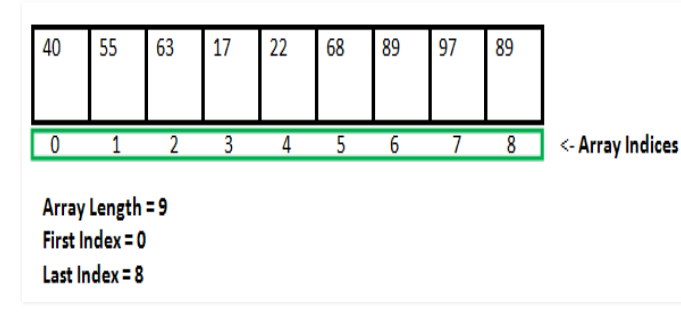 40 55 63 17 22 68 89 97 89
0 1 2 3 4 5 6 7 8 <- Array Indices
Array Length = 9
First Index = 0
Last Index = 8